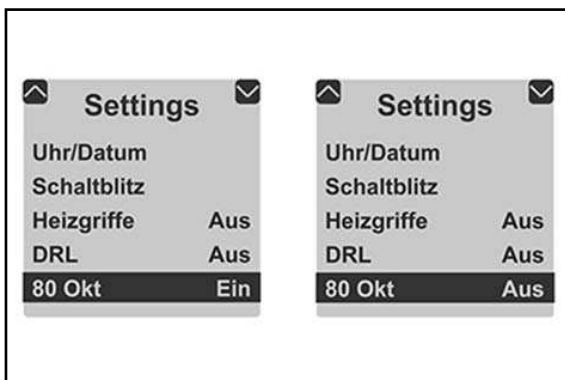 Settings
Uhr/Datum
Schaltblitz
Heizgriffe Aus
DRL Aus
80 Okt Ein
Settings
Uhr/Datum
Schaltblitz
Heizgriffe Aus
DRL Aus
80 Okt Aus